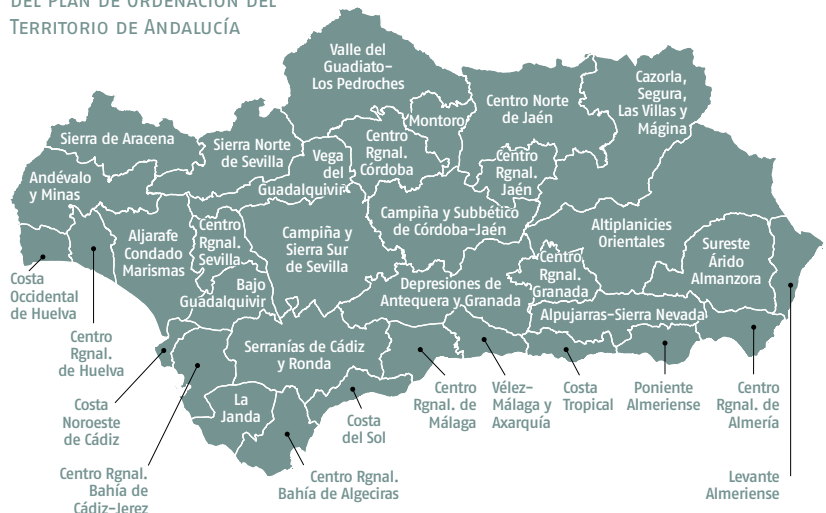 DEL PLAN DE ORDENACIÓN DEL
TERRITORIO DE ANDALUCÍA
Valle del
Guadiato-
Los Pedroches
Cazorla,
Segura,
Las Villas y
Mágina
Centro Norte
de Jaén
Montoro
Sierra de Aracena
Sierra Norte
de Sevilla
Centro
Rgnal.
Córdoba
Vega
del
Guadalquivir
Centro
Rgnal.
Jaén
Andévalo
y Minas
Campiña y Subbético
de Córdoba-Jaén
Altiplanicies
Orientales
Aljarafe
Condado
Marismas
Centro
Rgnal.
Sevilla
Campiña y
Sierra Sur
de Sevilla
Sureste
Árido
Almanzora
Centro
Rgnal.
Granada
Bajo
Guadalquivir
Depresiones de
Antequera y Granada
Alpujarras-Sierra Nevada
Costa
Occidental
de Huelva
Centro
Rgnal.
de Huelva
Serranías de Cádiz
y Ronda
La
Janda
Costa
Noroeste
de Cádiz
Centro Rgnal.
Bahía de
Cádiz-Jerez
Centro Rgnal.
Bahía de Algeciras
Costa
del Sol
Centro
Rgnal. de
Málaga
Vélez-
Málaga y
Axarquía
Costa
Tropical
Poniente
Almeriense
Centro
Rgnal. de
Almería
Levante
Almeriense